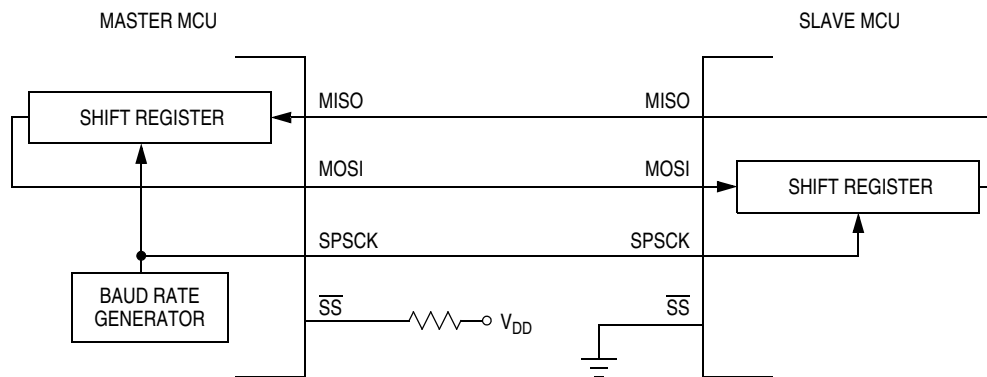 MASTER MCU
SLAVE MCU
SHIFT REGISTER
MISO
MISO
MOSI
MOSI
SHIFT REGISTER
SPSCK
SPSCK
BAUD RATE
GENERATOR
SS
VDD
SS